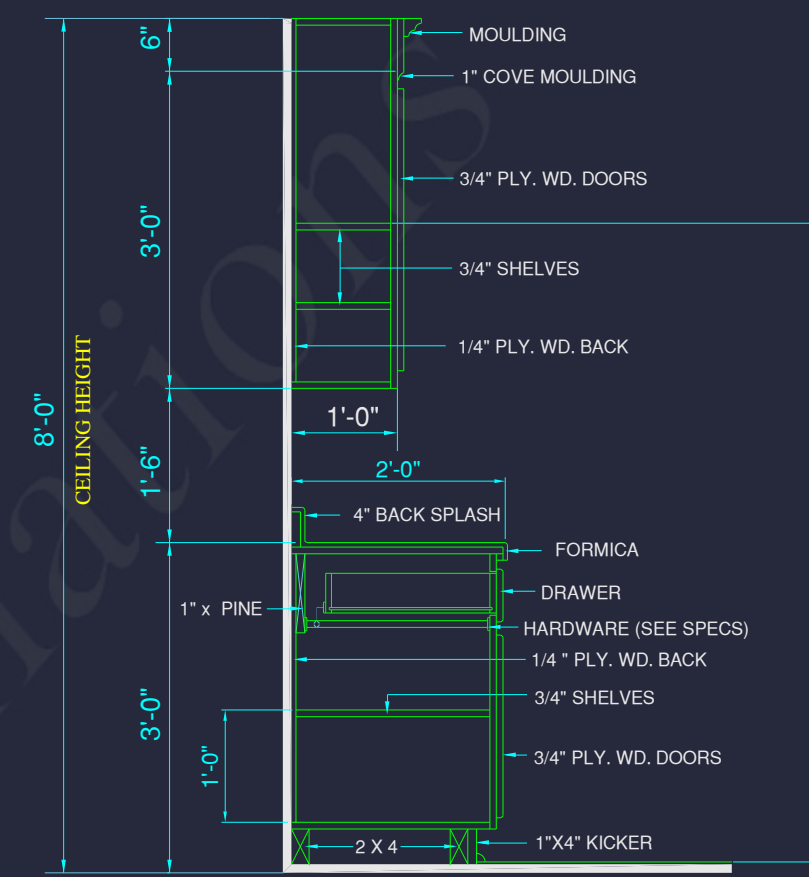 6"
MOULDING
1" COVE MOULDING
3/4" PLY. WD. DOORS
3'-0"
3/4" SHELVES
1/4" PLY. WD. BACK
8'-0"
CEILING HEIGHT
1'-0"
1'-6"
2'-0"
4" BACK SPLASH
FORMICA
DRAWER
1" x PINE
HARDWARE (SEE SPECS)
1/4 " PLY. WD. BACK
3/4" SHELVES
3'-0"
1'-0"
3/4" PLY. WD. DOORS
2 X 4
1"X4" KICKER